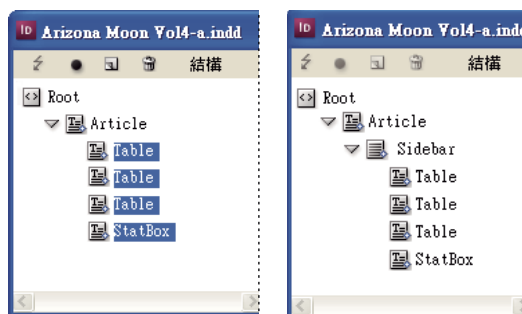 ID Arizona Moon Vol4-a.indd
結構
Root
Article
Table
Table
Table
StatBox
ID Arizona Moon Vol4-a.indd
結構
Root
Article
Sidebar
Table
Table
Table
StatBox